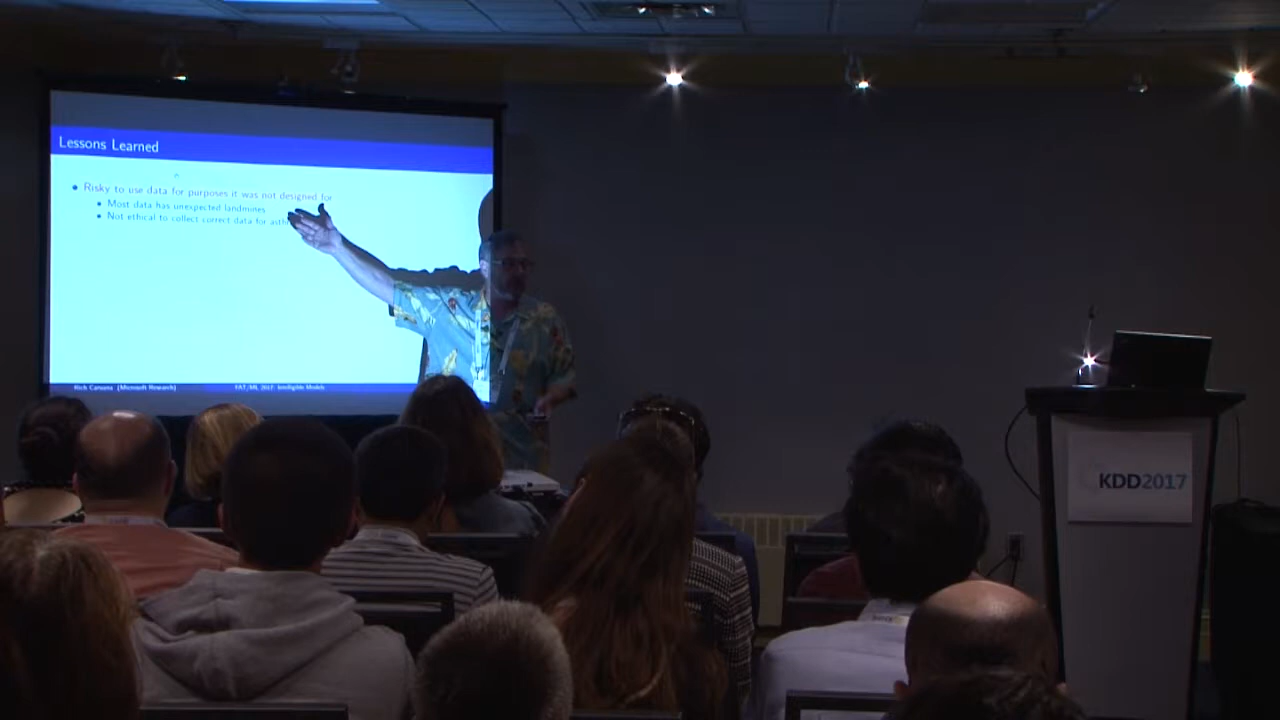 Lessons Learned
• Risky to use data for purposes it was not designed for
• Most data has unexpected landmines
• Not ethical to collect correct data for asth
Rich Caruana (Microsoft Research) FAT/ML 2017: Intelligible Models
KDD2017